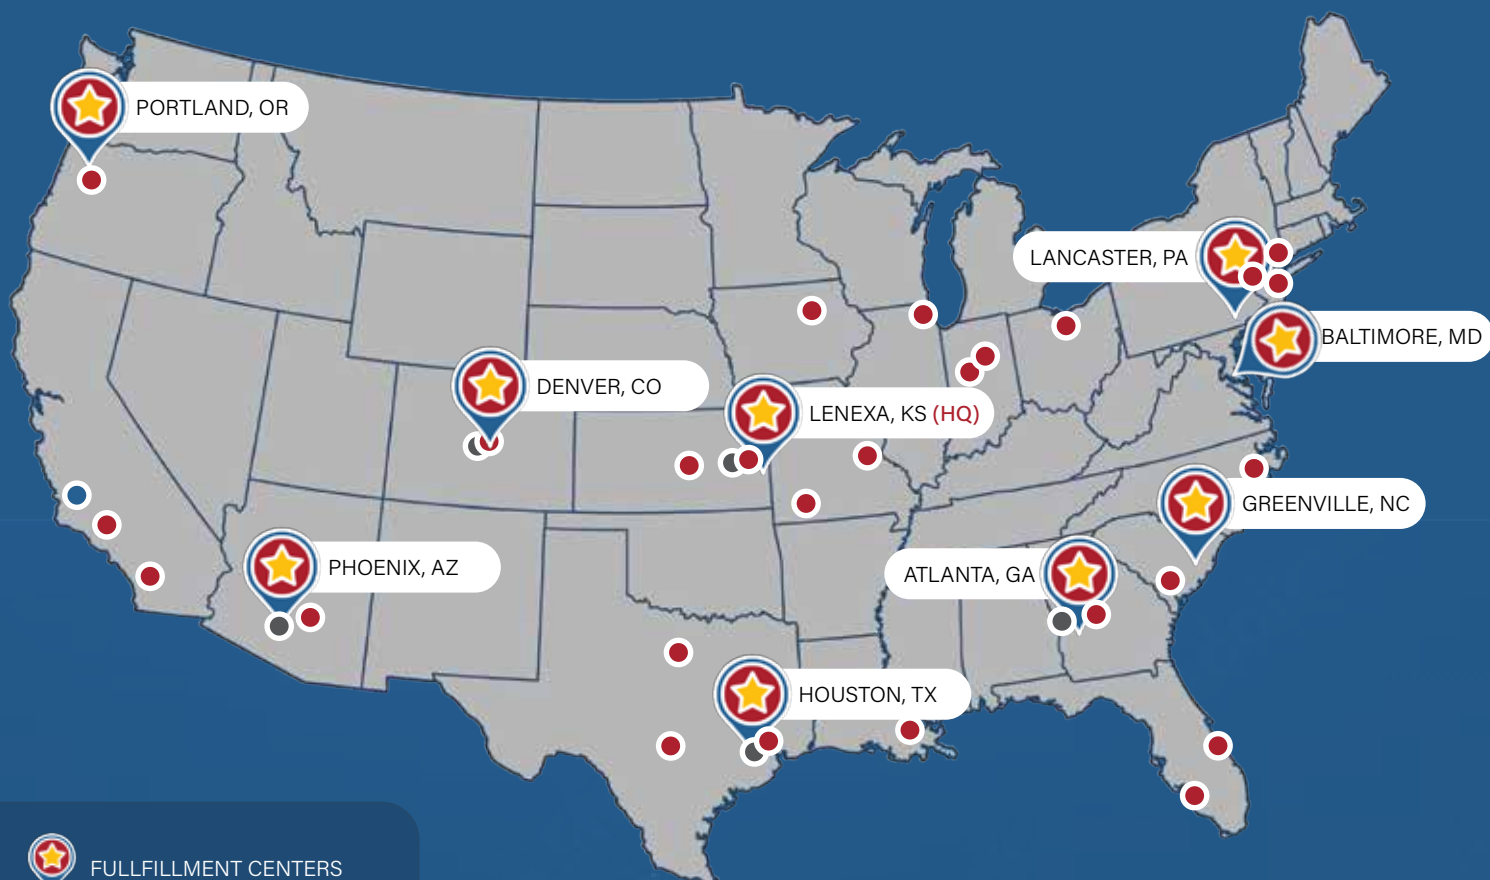 PORTLAND, OR
LANCASTER, PA
BALTIMORE, MD
DENVER, CO
LENEXA, KS (HQ)
GREENVILLE, NC
PHOENIX, AZ
ATLANTA, GA
HOUSTON, TX
FULLFILLMENT CENTERS